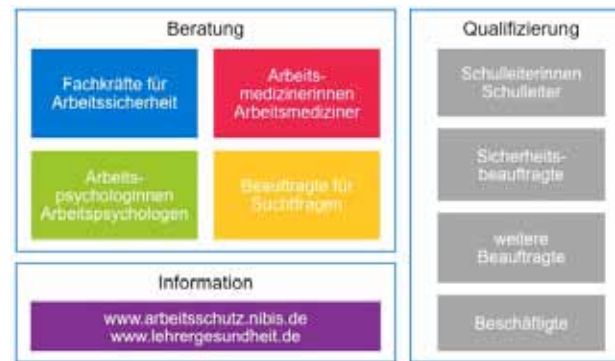 Beratung
Fachkräfte für
Arbeitssicherheit
Arbeits-
medizinerinnen
Arbeitsmediziner
Arbeits-
psychologinnen
Arbeitspsychologen
Beauftragte für
Suchtfragen
Information
www.arbeitsschutz.nibis.de
www.lehrergesundheit.de
Qualifizierung
Schulleiterinnen
Schulleiter
Sicherheits-
beauftragte
weitere
Beauftragte
Beschäftigte